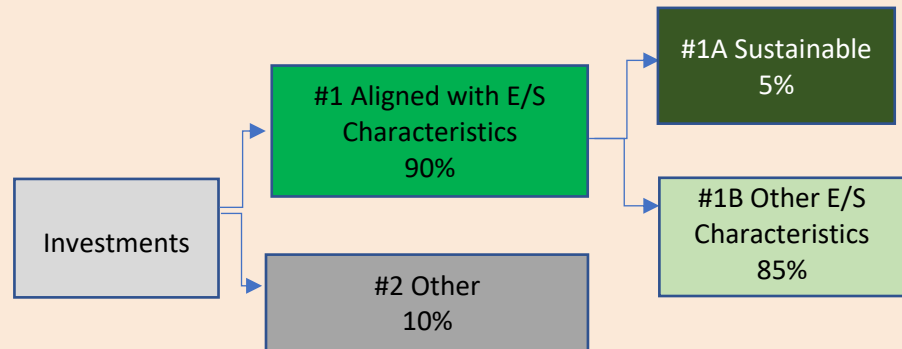 Investments
#1 Aligned with E/S
Characteristics
90%
#2 Other
10%
#1A Sustainable
5%
#1B Other E/S
Characteristics
85%